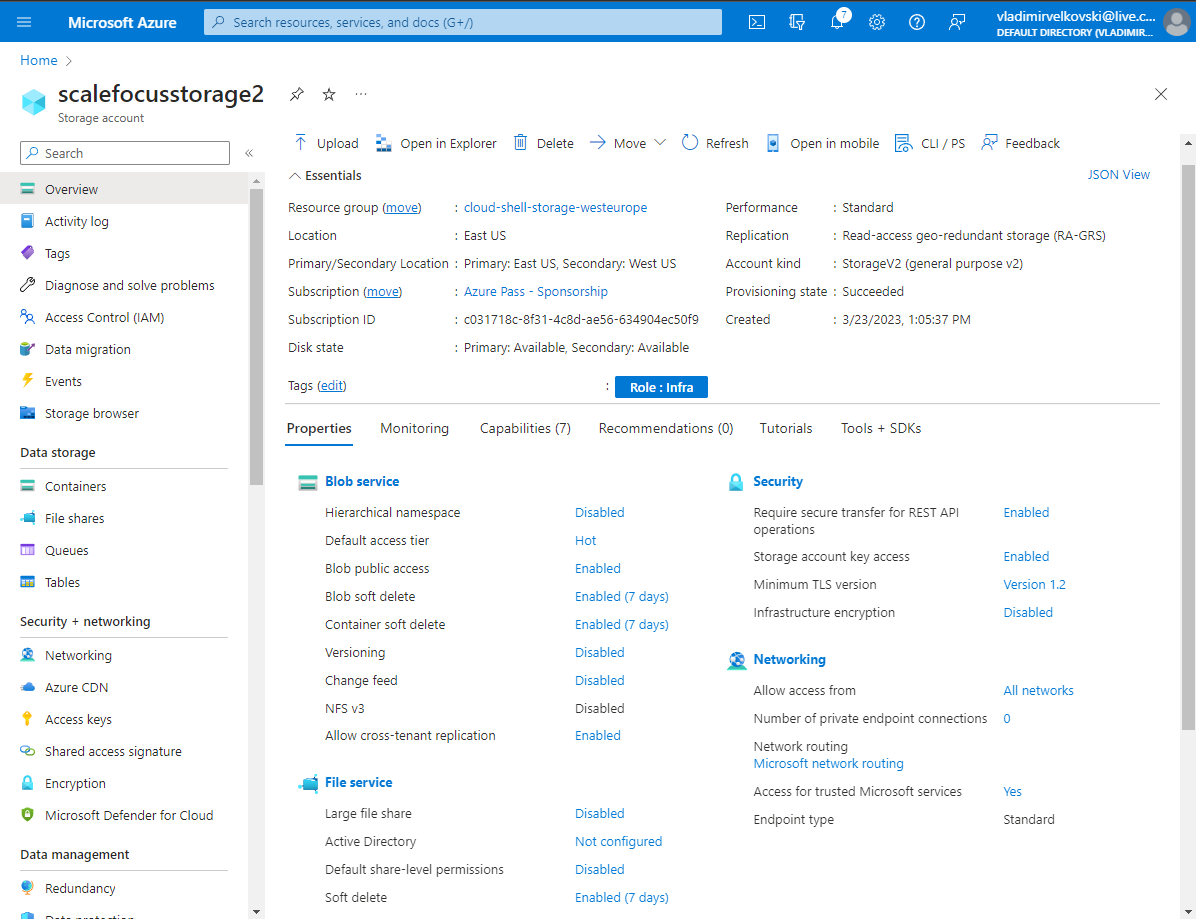 Microsoft Azure
Search resources, services, and docs (G+/)
7
vladimirvelkovski@live.c...
DEFAULT DIRECTORY (VLADIMIR...
Home
scalefocusstorage2
Storage account
Search
Overview
Activity log
Tags
Diagnose and solve problems
Access Control (IAM)
Data migration
Events
Storage browser
Data storage
Containers
File shares
Queues
Tables
Security + networking
Networking
Azure CDN
Access keys
Shared access signature
Encryption
Microsoft Defender for Cloud
Data management
Redundancy
Data protection
Upload Open in Explorer Delete Move Refresh Open in mobile CLI / PS Feedback
Essentials
JSON View
Resource group (move) : cloud-shell-storage-westeurope
Location : East US
Primary/Secondary Location : Primary: East US, Secondary: West US
Subscription (move) : Azure Pass - Sponsorship
Subscription ID : c031718c-8f31-4c8d-ae56-634904ec50f9
Disk state : Primary: Available, Secondary: Available
Performance : Standard
Replication : Read-access geo-redundant storage (RA-GRS)
Account kind : StorageV2 (general purpose v2)
Provisioning state : Succeeded
Created : 3/23/2023, 1:05:37 PM
Tags (edit) : Role : Infra
Properties Monitoring Capabilities (7) Recommendations (0) Tutorials Tools + SDKs
Blob service
Hierarchical namespace Disabled
Default access tier Hot
Blob public access Enabled
Blob soft delete Enabled (7 days)
Container soft delete Enabled (7 days)
Versioning Disabled
Change feed Disabled
NFS v3 Disabled
Allow cross-tenant replication Enabled
File service
Large file share Disabled
Active Directory Not configured
Default share-level permissions Disabled
Soft delete Enabled (7 days)
Security
Require secure transfer for REST API Enabled
operations
Storage account key access Enabled
Minimum TLS version Version 1.2
Infrastructure encryption Disabled
Networking
Allow access from All networks
Number of private endpoint connections 0
Network routing
Microsoft network routing
Access for trusted Microsoft services Yes
Endpoint type Standard